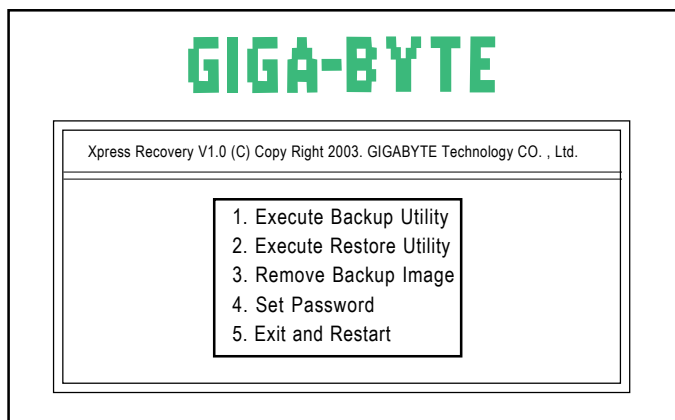 GIGA-BYTE
Xpress Recovery V1.0 (C) Copy Right 2003. GIGABYTE Technology CO. , Ltd.
1. Execute Backup Utility
2. Execute Restore Utility
3. Remove Backup Image
4. Set Password
5. Exit and Restart